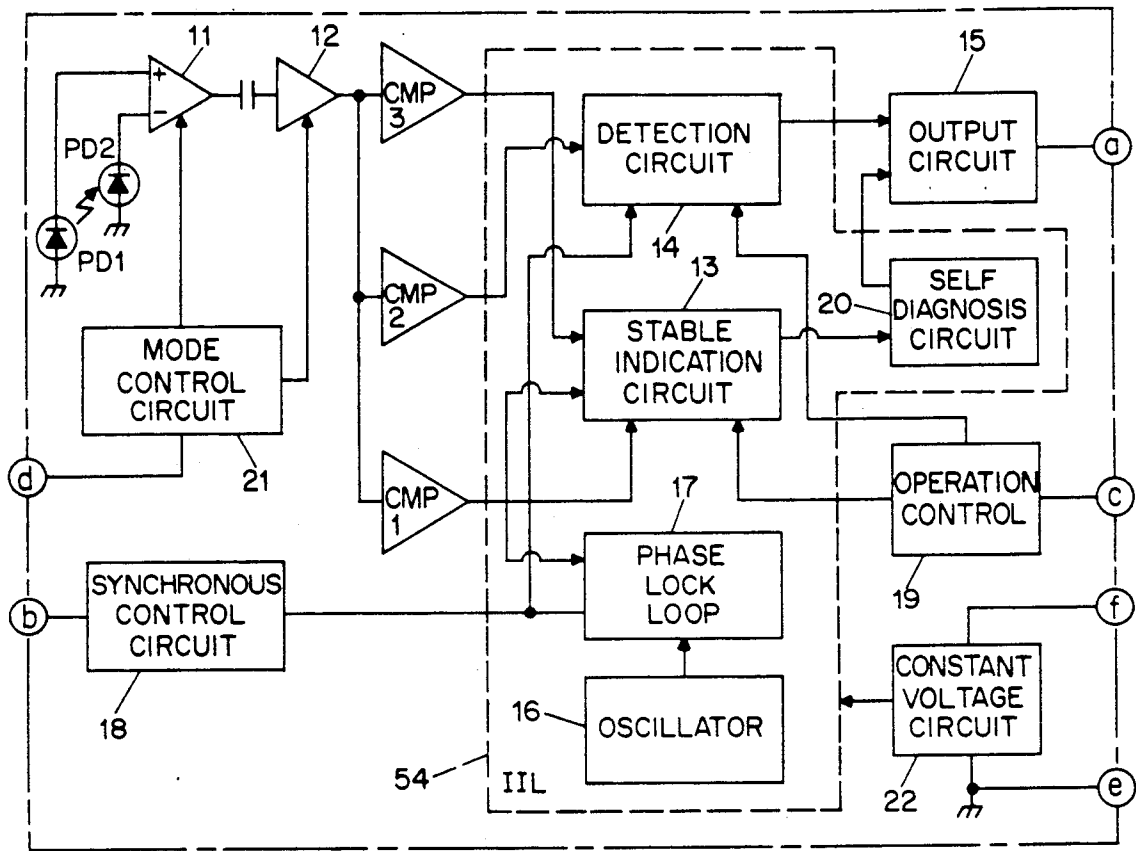 11
12
15
+
−
CMP
3
DETECTION
CIRCUIT
OUTPUT
CIRCUIT
a
PD2
PD1
14
13
CMP
2
STABLE
INDICATION
CIRCUIT
20
SELF
DIAGNOSIS
CIRCUIT
MODE
CONTROL
CIRCUIT
d
21
CMP
1
17
OPERATION
CONTROL
c
19
b
SYNCHRONOUS
CONTROL
CIRCUIT
18
PHASE
LOCK
LOOP
f
16
OSCILLATOR
CONSTANT
VOLTAGE
CIRCUIT
54
IIL
22
e